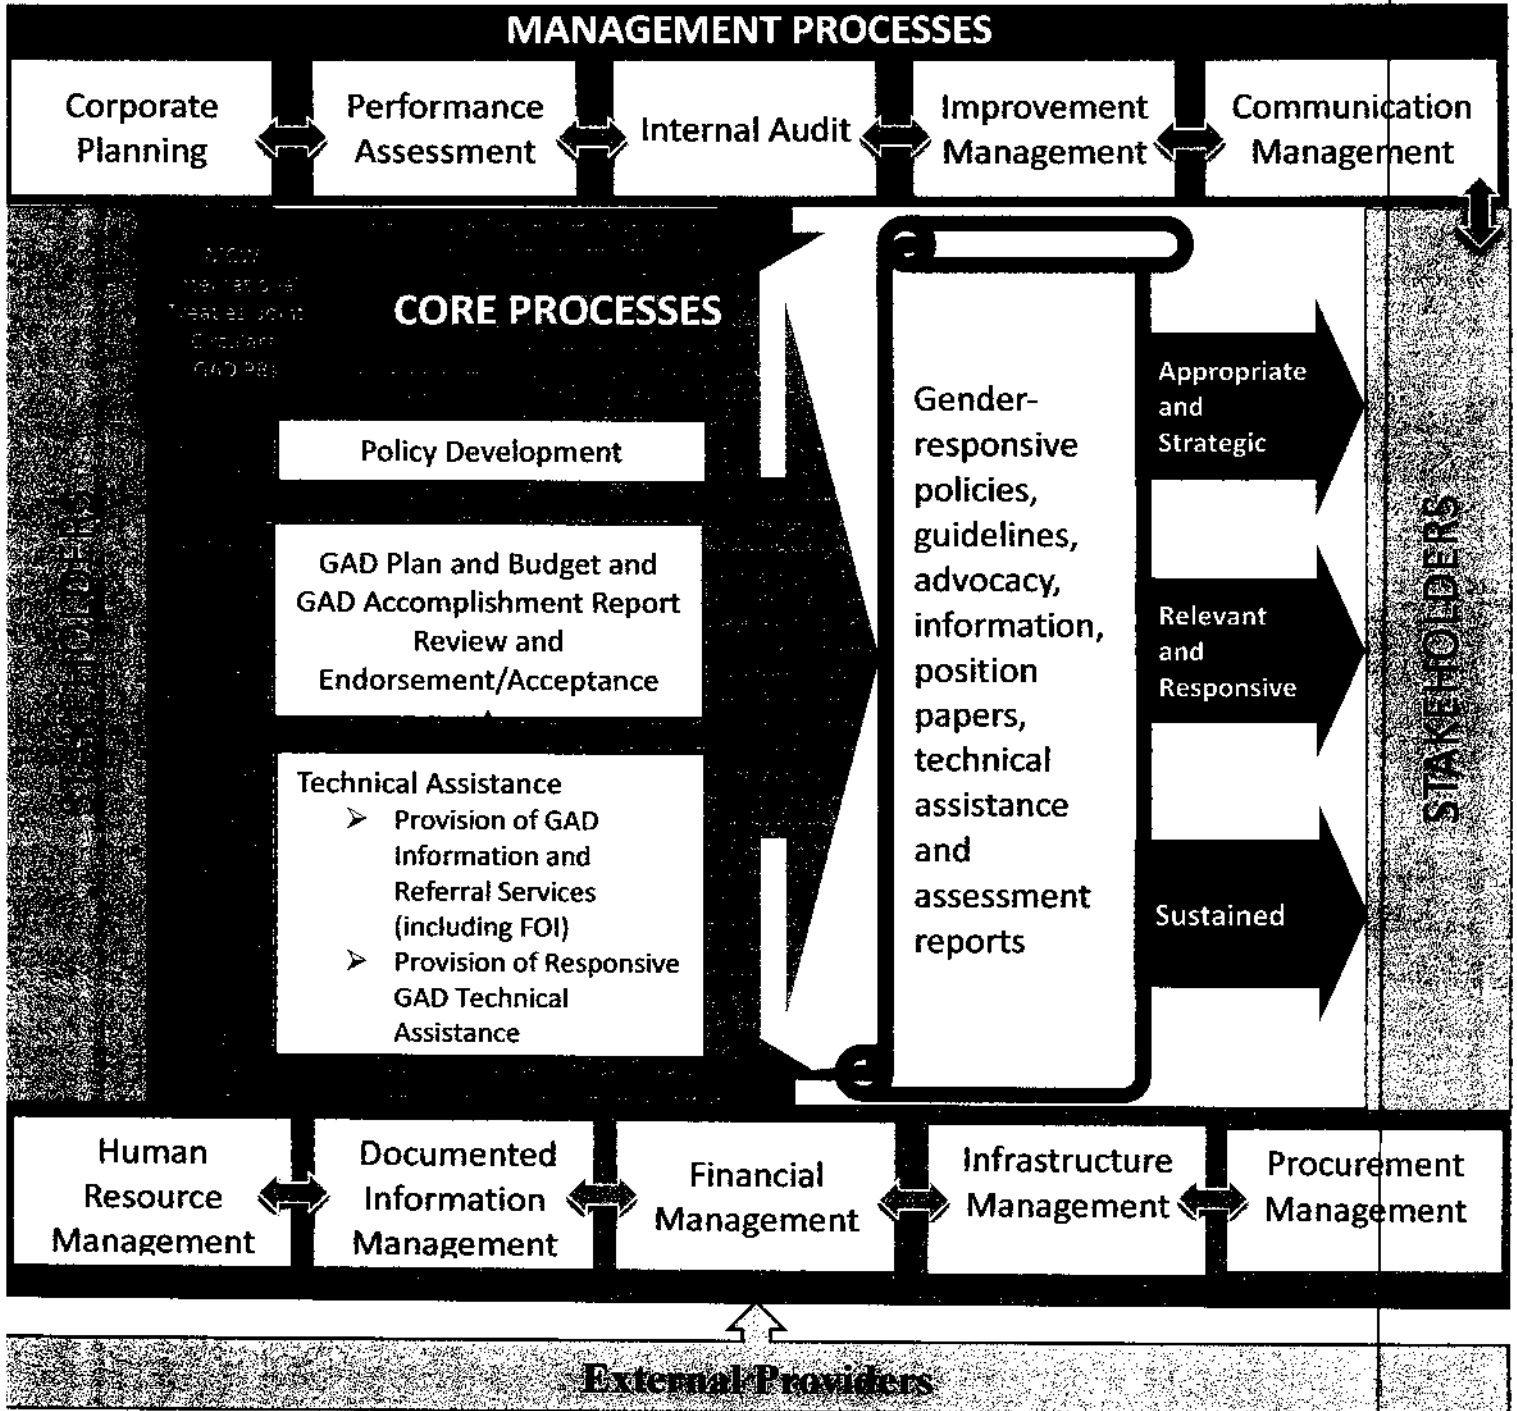 MANAGEMENT PROCESSES
Corporate
Planning
Performance
Assessment
Internal Audit
Improvement
Management
Communication
Management
International
Treaties Joint
Circulars
CORE PROCESSES
Policy Development
GAD Plan and Budget and
GAD Accomplishment Report
Review and
Endorsement/Acceptance
Technical Assistance
➤ Provision of GAD
Information and
Referral Services
(including FOI)
➤ Provision of Responsive
GAD Technical
Assistance
Gender-
responsive
policies,
guidelines,
advocacy,
information,
position
papers,
technical
assistance
and
assessment
reports
Appropriate
and
Strategic
Relevant
and
Responsive
Sustained
STAKEHOLDERS
STAKEHOLDERS
Human
Resource
Management
Documented
Information
Management
Financial
Management
Infrastructure
Management
Procurement
Management
External Providers